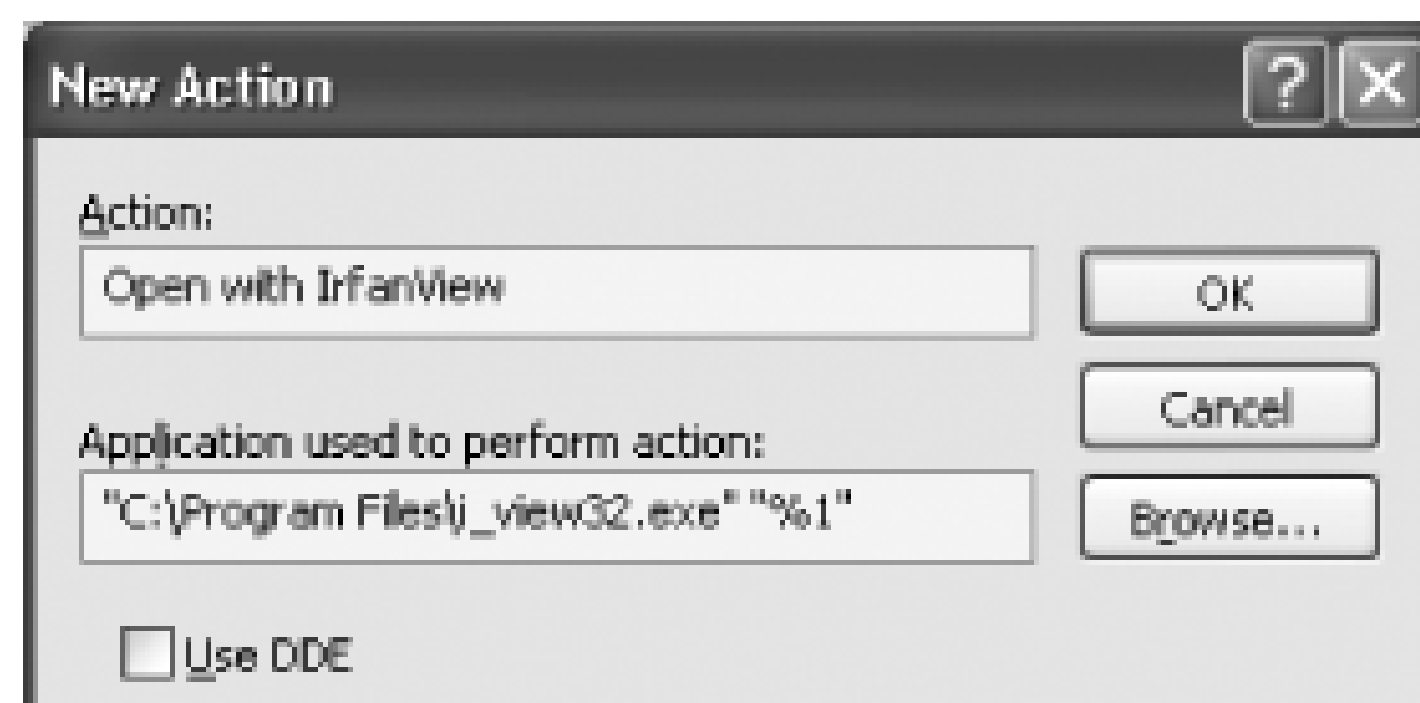 New Action
Action:
Open with IrfanView
OK
Cancel
Application used to perform action:
"C:\Program Files\i_view32.exe" "%1"
Browse...
Use DDE